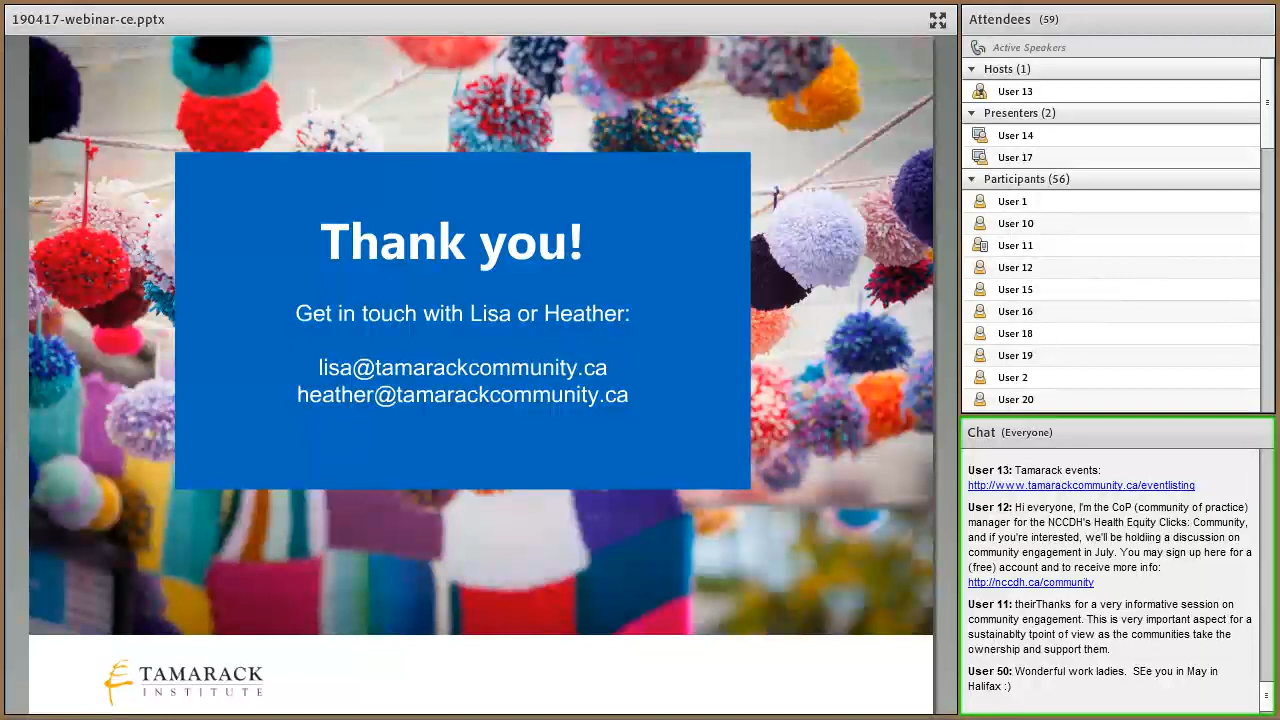 190417-webinar-ce.pptx
Thank you!
Get in touch with Lisa or Heather:
lisa@tamarackcommunity.ca
heather@tamarackcommunity.ca
TAMARACK
INSTITUTE
Attendees (59)
Active Speakers
Hosts (1)
User 13
Presenters (2)
User 14
User 17
Participants (56)
User 1
User 10
User 11
User 12
User 15
User 16
User 18
User 19
User 2
User 20
Chat (Everyone)
User 13: Tamarack events:
http://www.tamarackcommunity.ca/eventlisting
User 12: Hi everyone, I'm the CoP (community of practice)
manager for the NCCDH's Health Equity Clicks: Community,
and if you're interested, we'll be holdiing a discussion on
community engagement in July. You may sign up here for a
(free) account and to receive more info:
http://nccdh.ca/community
User 11: theirThanks for a very informative session on
community engagement. This is very important aspect for a
sustainablty tpoint of view as the communities take the
ownership and support them.
User 50: Wonderful work ladies. SEe you in May in
Halifax :)